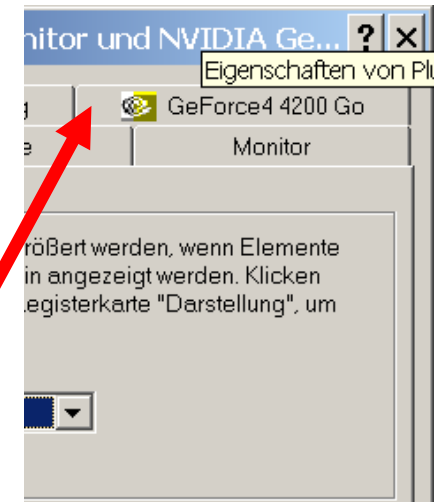 nitor und NVIDIA Ge... ? ×
Eigenschaften von Plu
GeForce4 4200 Go
e Monitor
rößert werden, wenn Elemente
in angezeigt werden. Klicken
egisterkarte "Darstellung", um